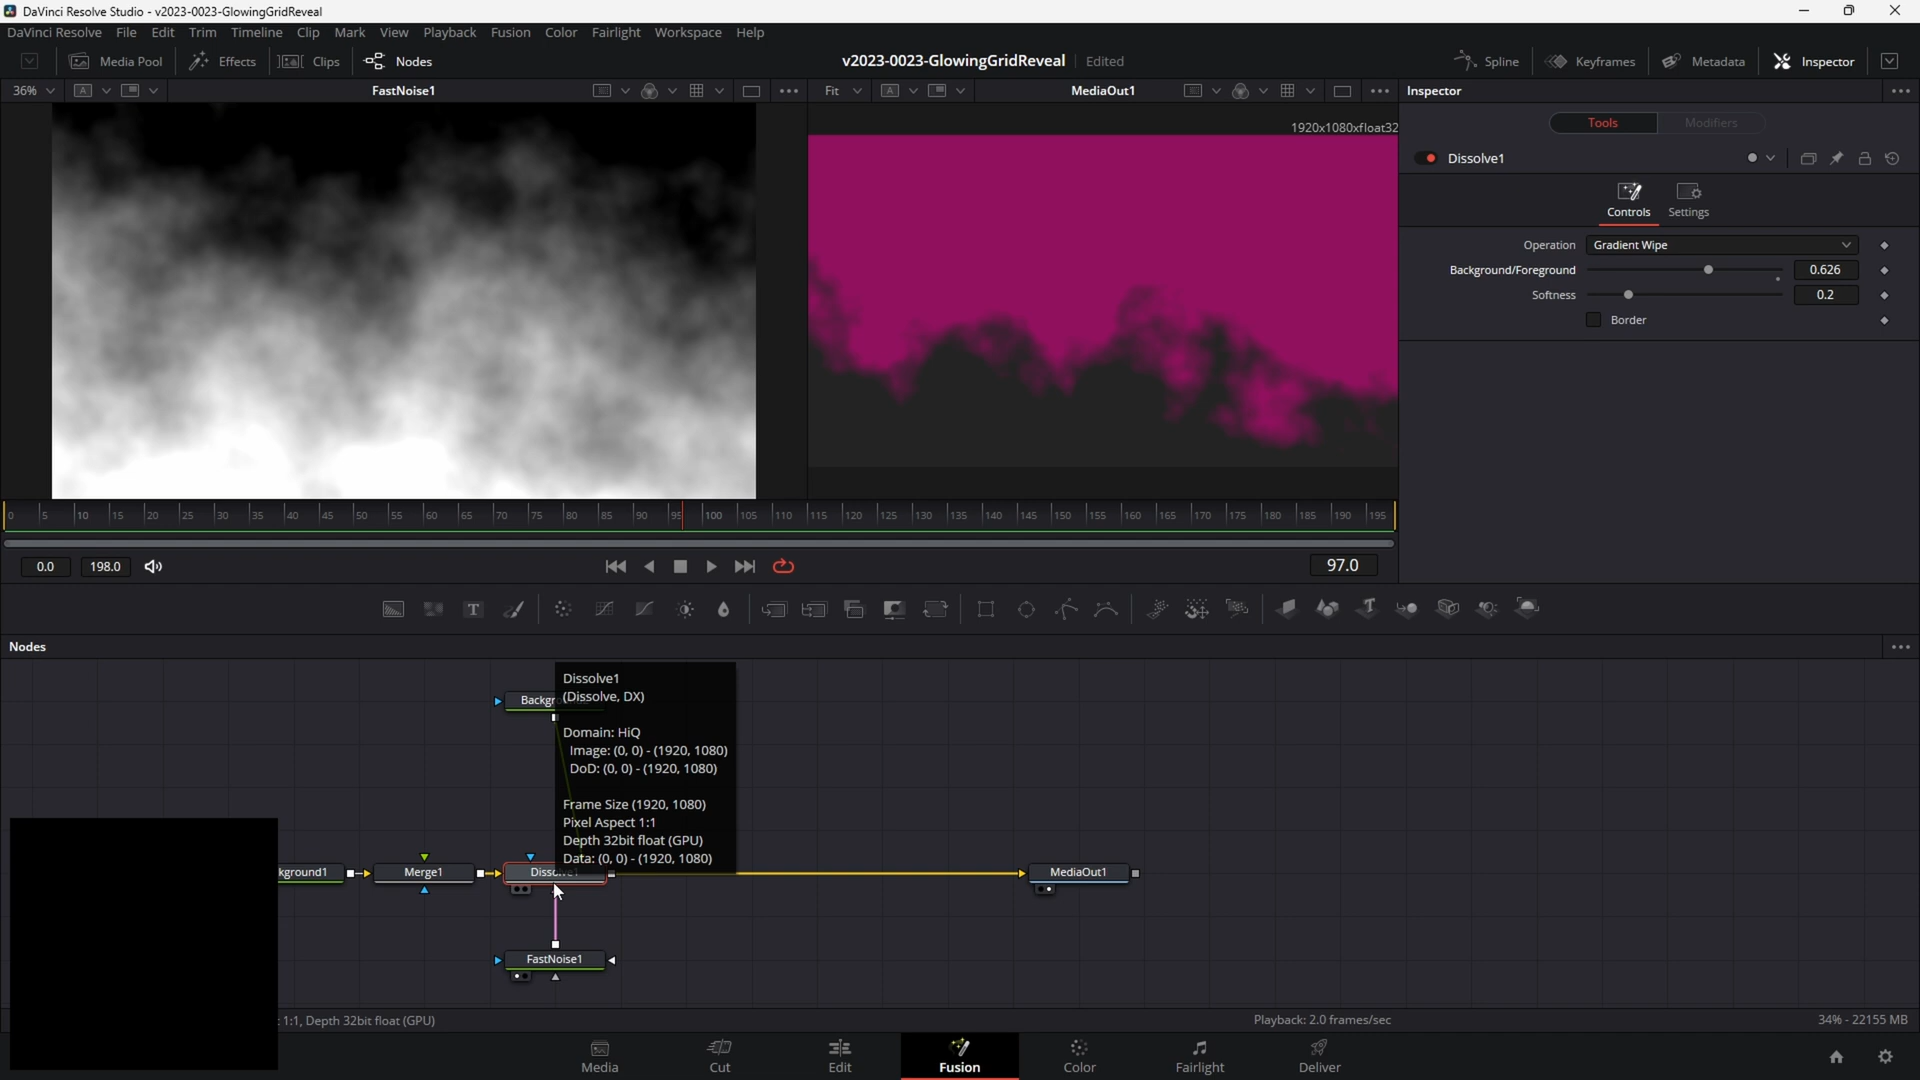 DaVinci Resolve Studio - v2023-0023-GlowingGridReveal
DaVinci Resolve File Edit Trim Timeline Clip Mark View Playback Fusion Color Fairlight Workspace Help
Media Pool Effects Clips Nodes v2023-0023-GlowingGridReveal Edited Spline Keyframes Metadata Inspector
36% A FastNoise1 Fit A MediaOut1 Inspector
1920x1080xfloat32
Tools Modifiers
Dissolve1
Controls Settings
Operation Gradient Wipe
Background/Foreground 0.626
Softness 0.2
Border
0 5 10 15 20 25 30 35 40 45 50 55 60 65 70 75 80 85 90 95 100 105 110 115 120 125 130 135 140 145 150 155 160 165 170 175 180 185 190 195
0.0 198.0 97.0
T T
Nodes
Dissolve1
(Dissolve, DX)
Domain: HiQ
Image: (0, 0) - (1920, 1080)
DoD: (0, 0) - (1920, 1080)
Frame Size (1920, 1080)
Pixel Aspect 1:1
Depth 32bit float (GPU)
Data: (0, 0) - (1920, 1080)
Backgr
kground1 Merge1 Dissolve1 MediaOut1
FastNoise1
: 1:1, Depth 32bit float (GPU) Playback: 2.0 frames/sec 34% - 22155 MB
Media Cut Edit Fusion Color Fairlight Deliver